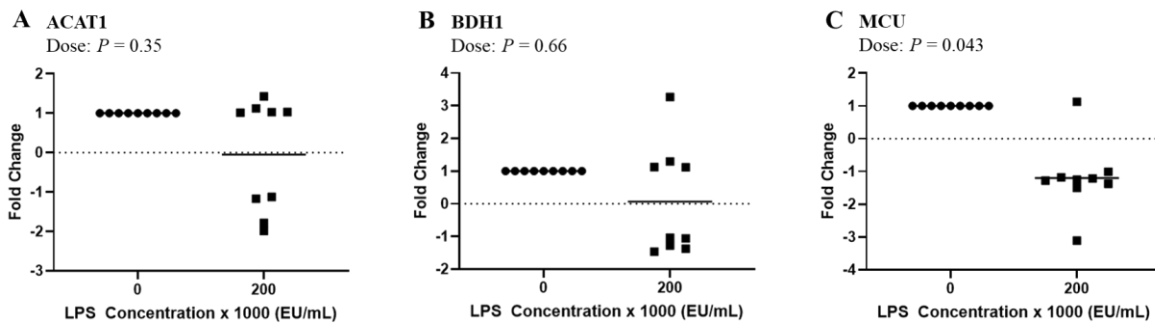 A ACAT1
Dose: P = 0.35
Fold Change
2
1
0
-1
-2
-3
0 200
LPS Concentration x 1000 (EU/mL)
B BDH1
Dose: P = 0.66
Fold Change
4
3
2
1
0
-1
-2
0 200
LPS Concentration x 1000 (EU/mL)
C MCU
Dose: P = 0.043
Fold Change
2
1
0
-1
-2
-3
-4
0 200
LPS Concentration x 1000 (EU/mL)